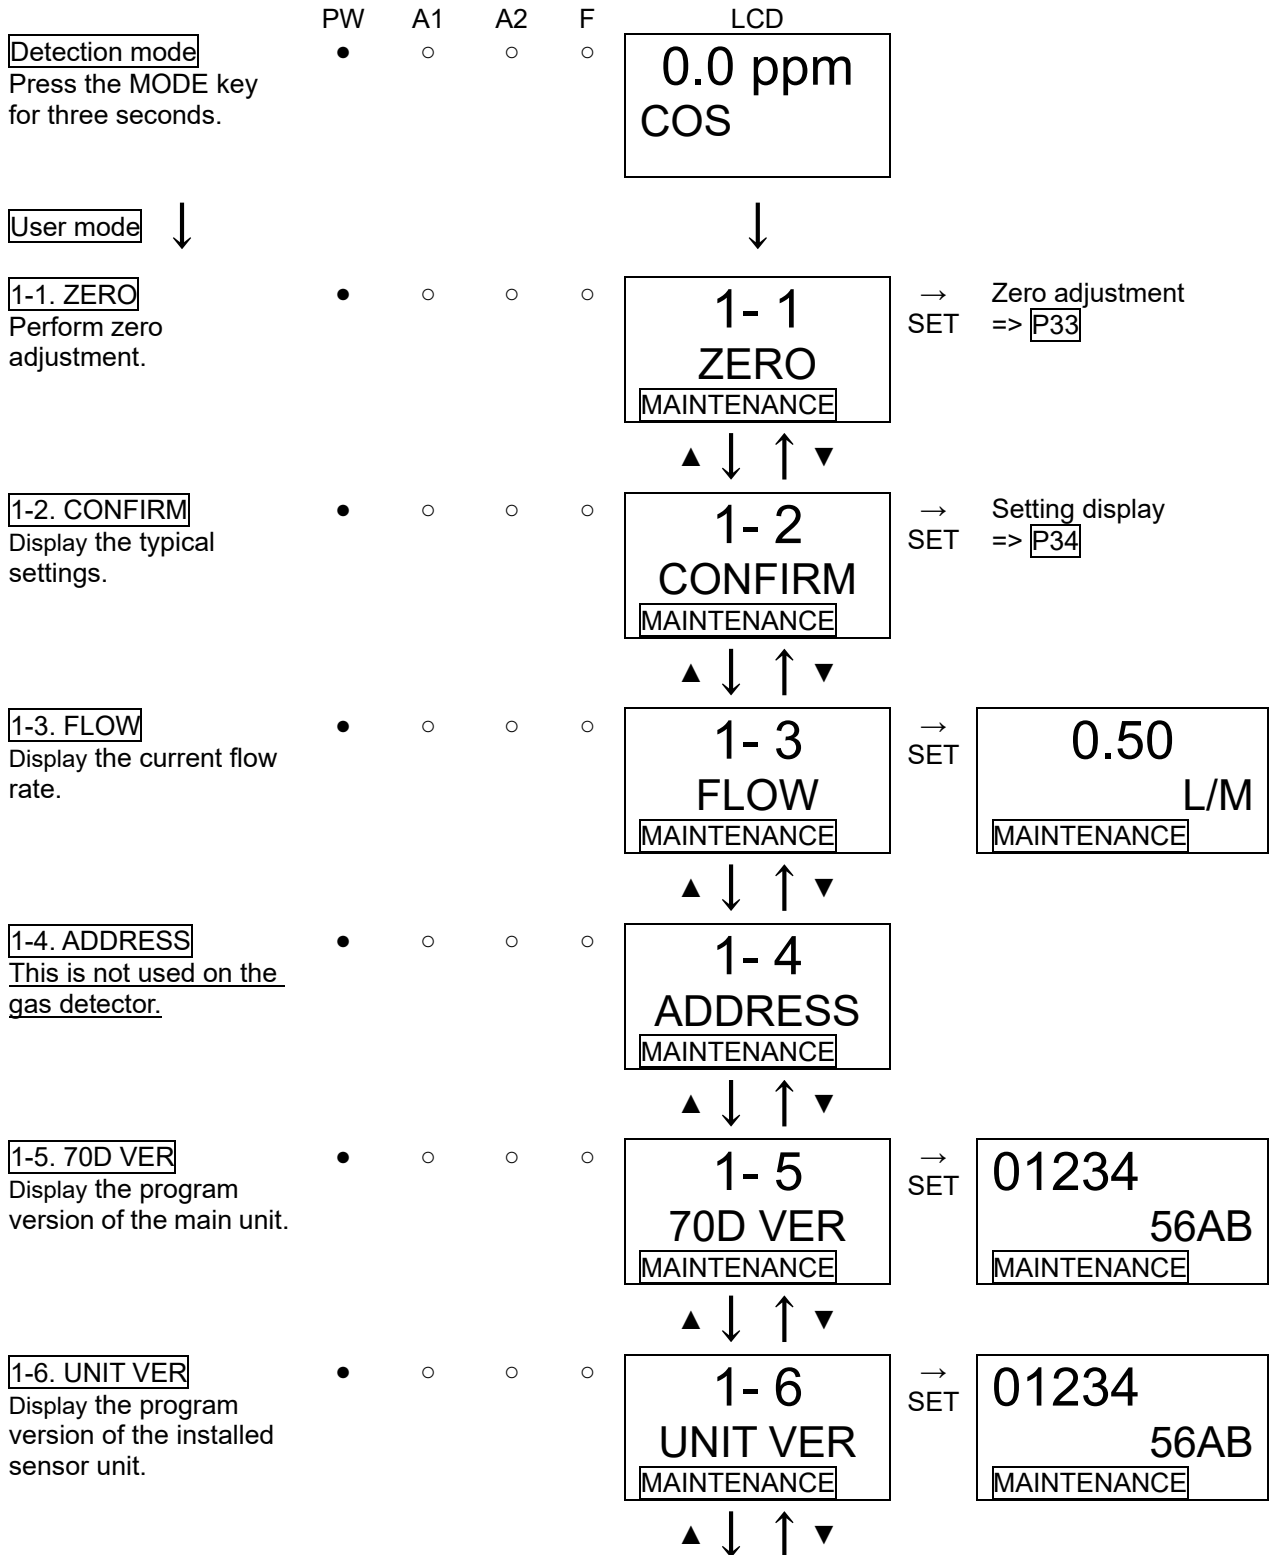 PW A1 A2 F LCD
Detection mode ● ○ ○ ○ 0.0 ppm
Press the MODE key COS
for three seconds.
User mode ↓ ↓
1-1. ZERO ● ○ ○ ○ 1- 1 → Zero adjustment
Perform zero ZERO SET => P33
adjustment. MAINTENANCE
▲ ↓ ↑ ▼
1-2. CONFIRM ● ○ ○ ○ 1- 2 → Setting display
Display the typical CONFIRM SET => P34
settings. MAINTENANCE
▲ ↓ ↑ ▼
1-3. FLOW ● ○ ○ ○ 1- 3 → 0.50
Display the current flow FLOW SET L/M
rate. MAINTENANCE MAINTENANCE
▲ ↓ ↑ ▼
1-4. ADDRESS ● ○ ○ ○ 1- 4
This is not used on the ADDRESS
gas detector. MAINTENANCE
▲ ↓ ↑ ▼
1-5. 70D VER ● ○ ○ ○ 1- 5 → 01234
Display the program 70D VER SET 56AB
version of the main unit. MAINTENANCE MAINTENANCE
▲ ↓ ↑ ▼
1-6. UNIT VER ● ○ ○ ○ 1- 6 → 01234
Display the program UNIT VER SET 56AB
version of the installed MAINTENANCE MAINTENANCE
sensor unit.
▲ ↓ ↑ ▼